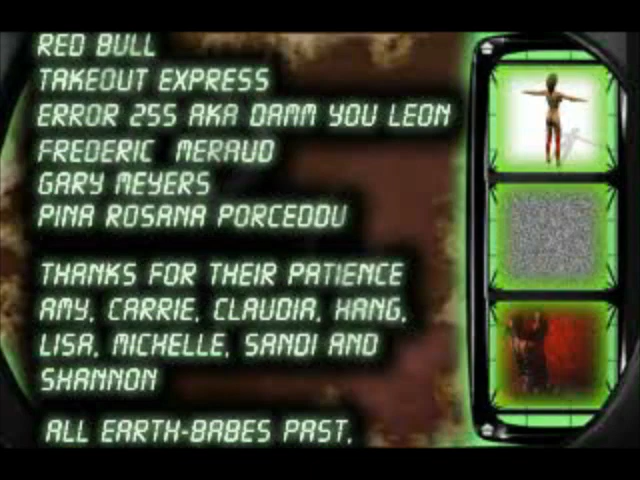 RED BULL
TAKEOUT EXPRESS
ERROR 255 AKA DAMM YOU LEON
FREDERIC MERAUD
GARY MEYERS
PINA ROSANA PORCEDDU
THANKS FOR THEIR PATIENCE
AMY, CARRIE, CLAUDIA, HANG,
LISA, MICHELLE, SANDI AND
SHANNON
ALL EARTH-BABES PAST,